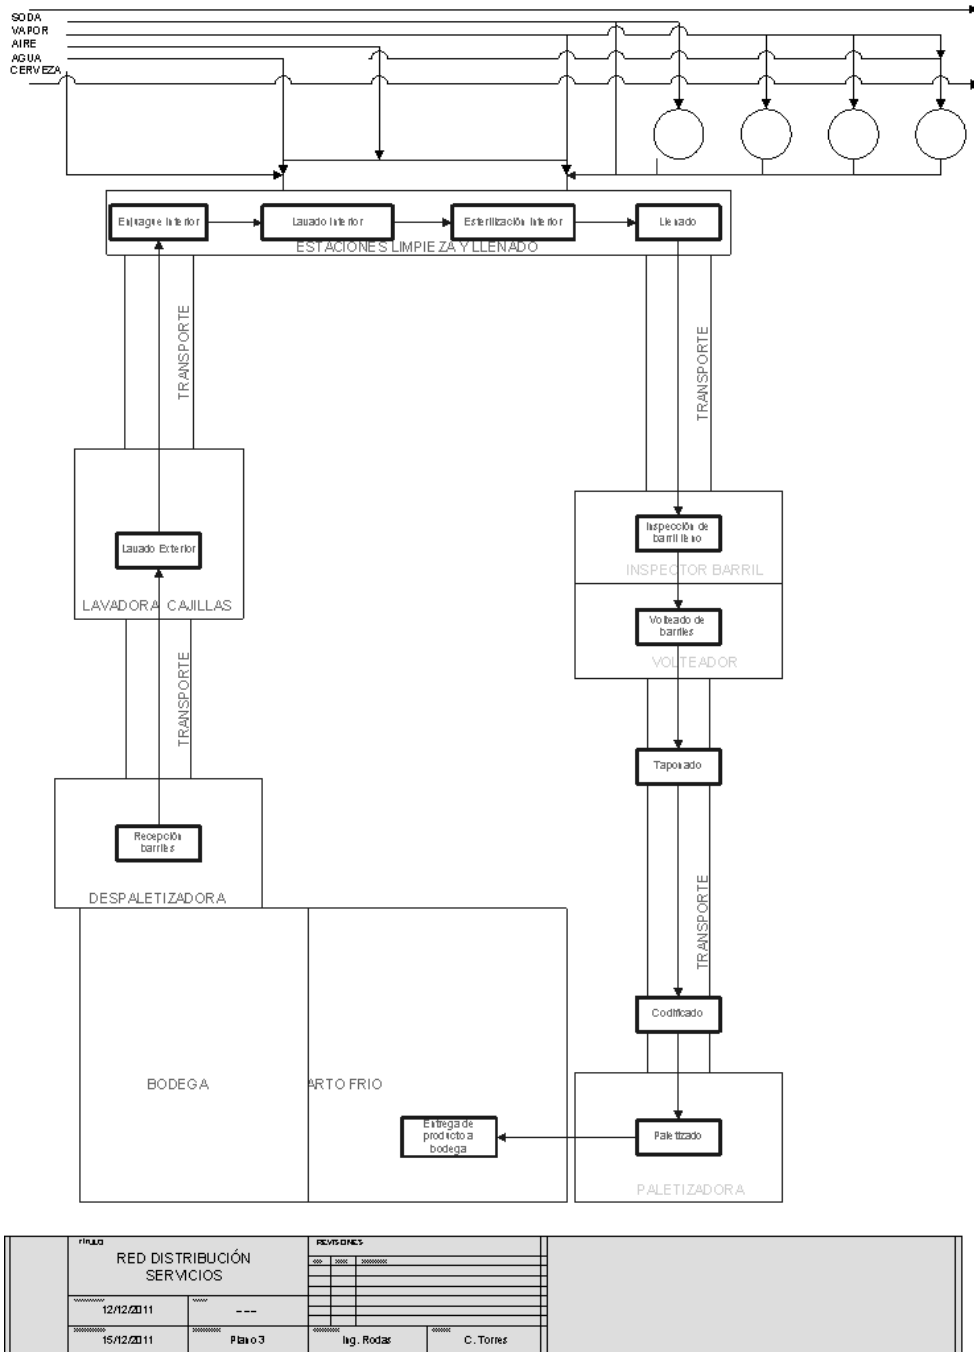 SODA
VAPOR
AIRE
AGUA
CERVEZA
Enjuague Interior
Lavado Interior
Esterilización Interior
Llenado
ESTACIONES LIMPIEZA Y LLENADO
TRANSPORTE
TRANSPORTE
Lavado Exterior
LAVADORA CAJILLAS
Inspección de
barril lleno
INSPECTOR BARRIL
Volteado de
barriles
VOLTEADOR
TRANSPORTE
Taponado
Recepción
barriles
DESPALETIZADORA
TRANSPORTE
Codificado
BODEGA
ARTO FRIO
Entrega de
producto a
bodega
Paletizado
PALETIZADORA
TÍTULO
RED DISTRIBUCIÓN
SERVICIOS
REVISIONES
12/12/2011
---
15/12/2011
Plano 3
Ing. Rodas
C. Torres